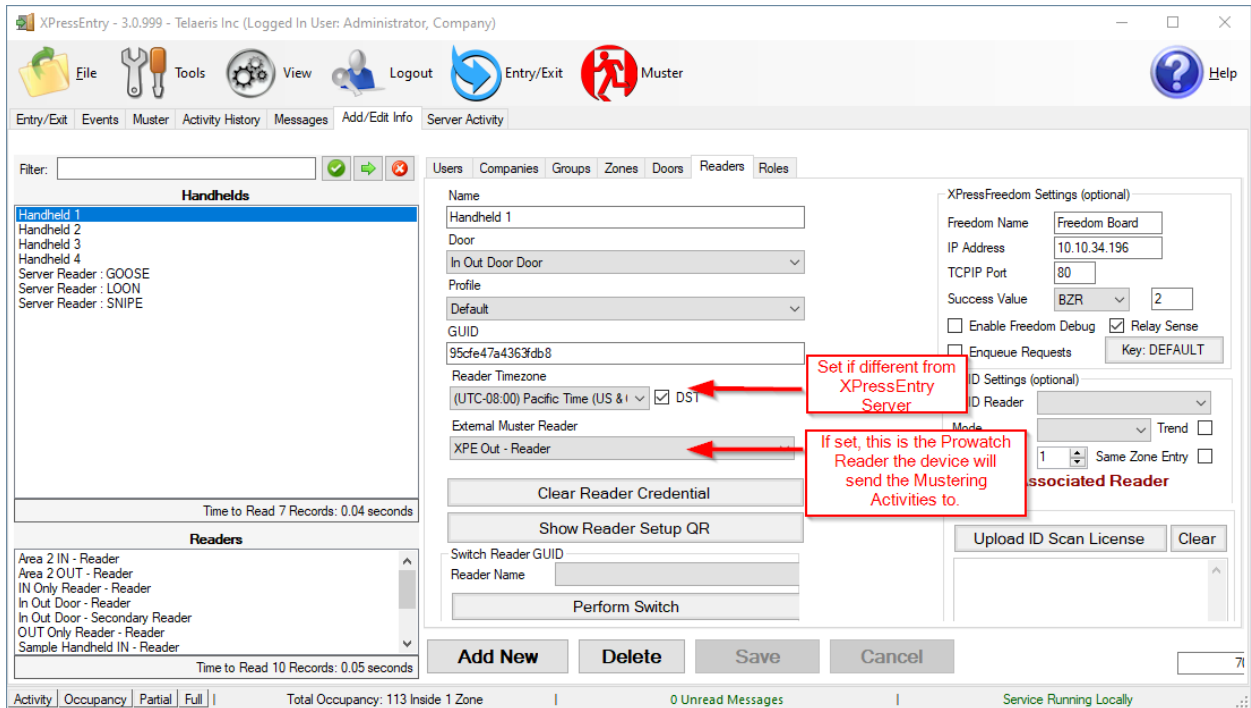 XPressEntry - 3.0.999 - Telaeris Inc (Logged In User: Administrator, Company)
File Tools View Logout Entry/Exit Muster Help
Entry/Exit Events Muster Activity History Messages Add/Edit Info Server Activity
Filter:
Handhelds
Handheld 1
Handheld 2
Handheld 3
Handheld 4
Server Reader : GOOSE
Server Reader : LOON
Server Reader : SNIPE
Time to Read 7 Records: 0.04 seconds
Readers
Area 2 IN - Reader
Area 2 OUT - Reader
IN Only Reader - Reader
In Out Door - Reader
In Out Door - Secondary Reader
OUT Only Reader - Reader
Sample Handheld IN - Reader
Time to Read 10 Records: 0.05 seconds
Users Companies Groups Zones Doors Readers Roles
Name
Handheld 1
Door
In Out Door Door
Profile
Default
GUID
95cfe47a4363fdb8
Reader Timezone
(UTC-08:00) Pacific Time (US & DST
External Muster Reader
XPE Out - Reader
Clear Reader Credential
Show Reader Setup QR
Switch Reader GUID
Reader Name
Perform Switch
Set if different from
XPressEntry
Server
If set, this is the Prowatch
Reader the device will
send the Mustering
Activities to.
XPressFreedom Settings (optional)
Freedom Name Freedom Board
IP Address 10.10.34.196
TCPIP Port 80
Success Value BZR 2
Enable Freedom Debug Relay Sense
Enqueue Requests Key: DEFAULT
ID Settings (optional)
ID Reader
Mode Trend
1 Same Zone Entry
ssociated Reader
Upload ID Scan License Clear
Add New Delete Save Cancel
Activity Occupancy Partial Full | Total Occupancy: 113 Inside 1 Zone | 0 Unread Messages | Service Running Locally